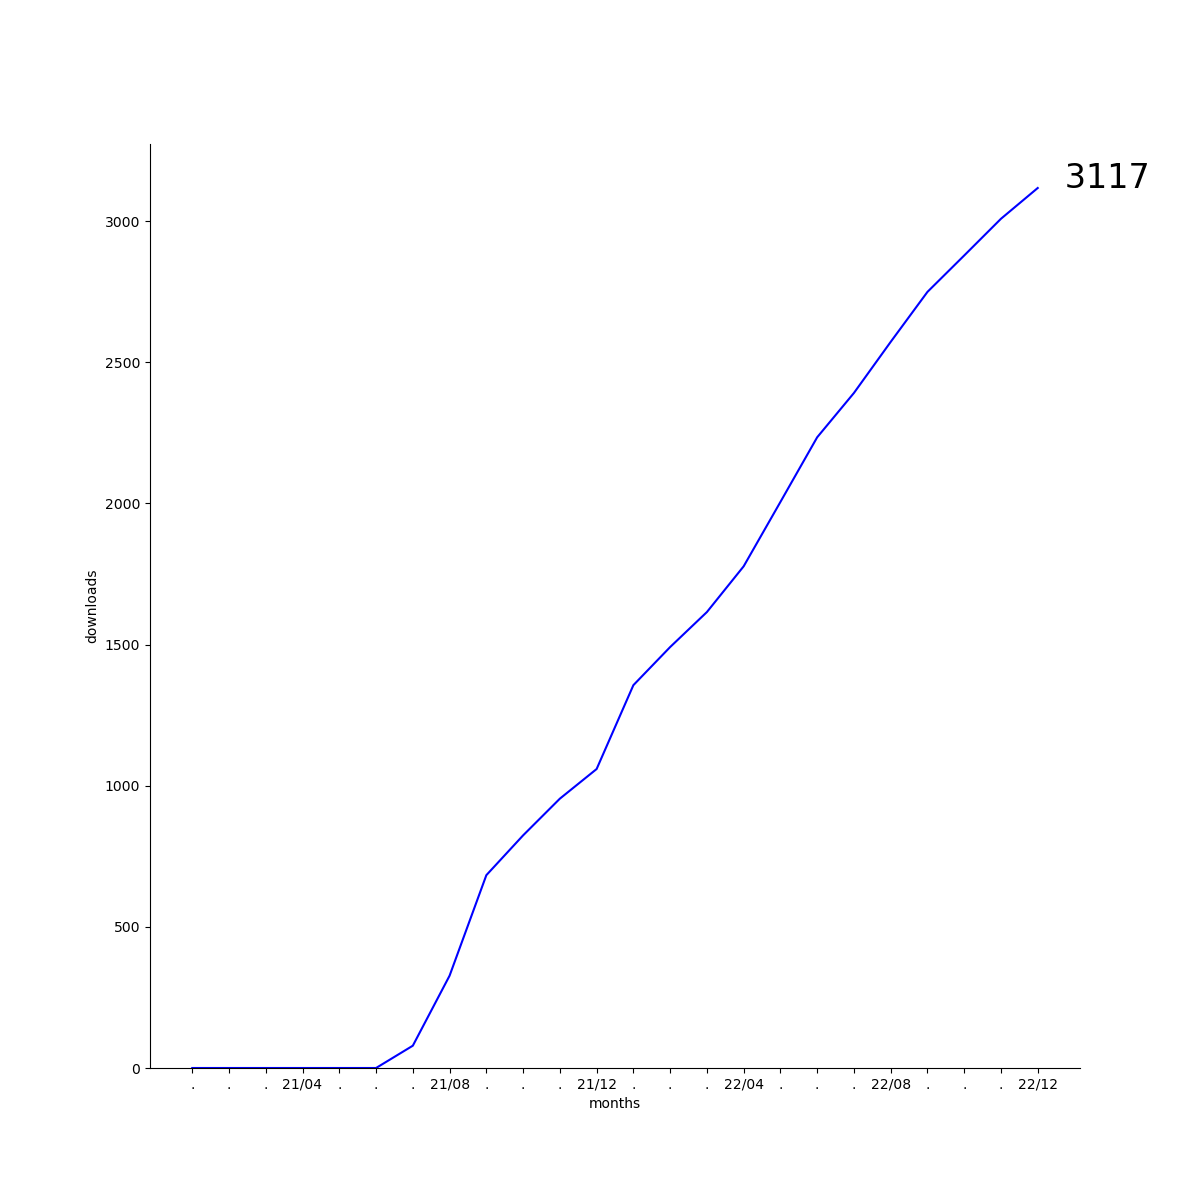 3117
3000
2500
2000
downloads
1500
1000
500
0
. . . 21/04 . . . 21/08 . . . 21/12 . . . 22/04 . . . 22/08 . . . 22/12
months